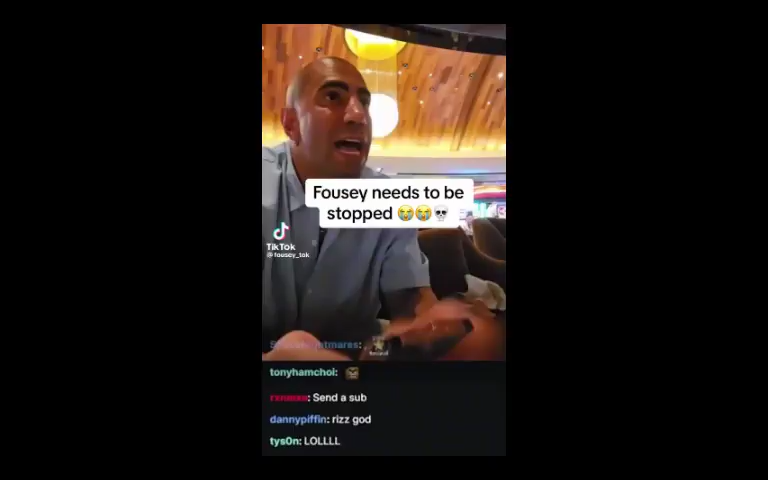 Fousey needs to be
stopped 😭😭💀
TikTok
@fousey_tok
tonyhamchoi:
Send a sub
dannypiffin: rizz god
tys0n: LOLLLL